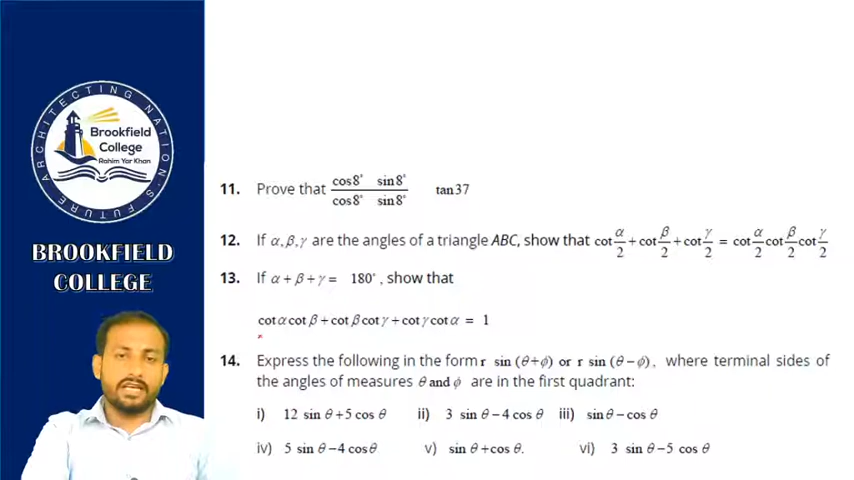 ARCHITECTING NATION'S FUTURE
Brookfield
College
Rahim Yar Khan
BROOKFIELD
COLLEGE
11. Prove that cos8° sin8° / cos8° sin8° tan37
12. If α, β, γ are the angles of a triangle ABC, show that cot α/2 + cot β/2 + cot γ/2 = cot α/2 cot β/2 cot γ/2
13. If α + β + γ = 180°, show that
cot α cot β + cot β cot γ + cot γ cot α = 1
14. Express the following in the form r sin (θ+ϕ) or r sin (θ−ϕ), where terminal sides of
the angles of measures θ and ϕ are in the first quadrant:
i) 12 sin θ+5 cos θ ii) 3 sin θ−4 cos θ iii) sin θ−cos θ
iv) 5 sin θ−4 cos θ v) sin θ+cos θ. vi) 3 sin θ−5 cos θ